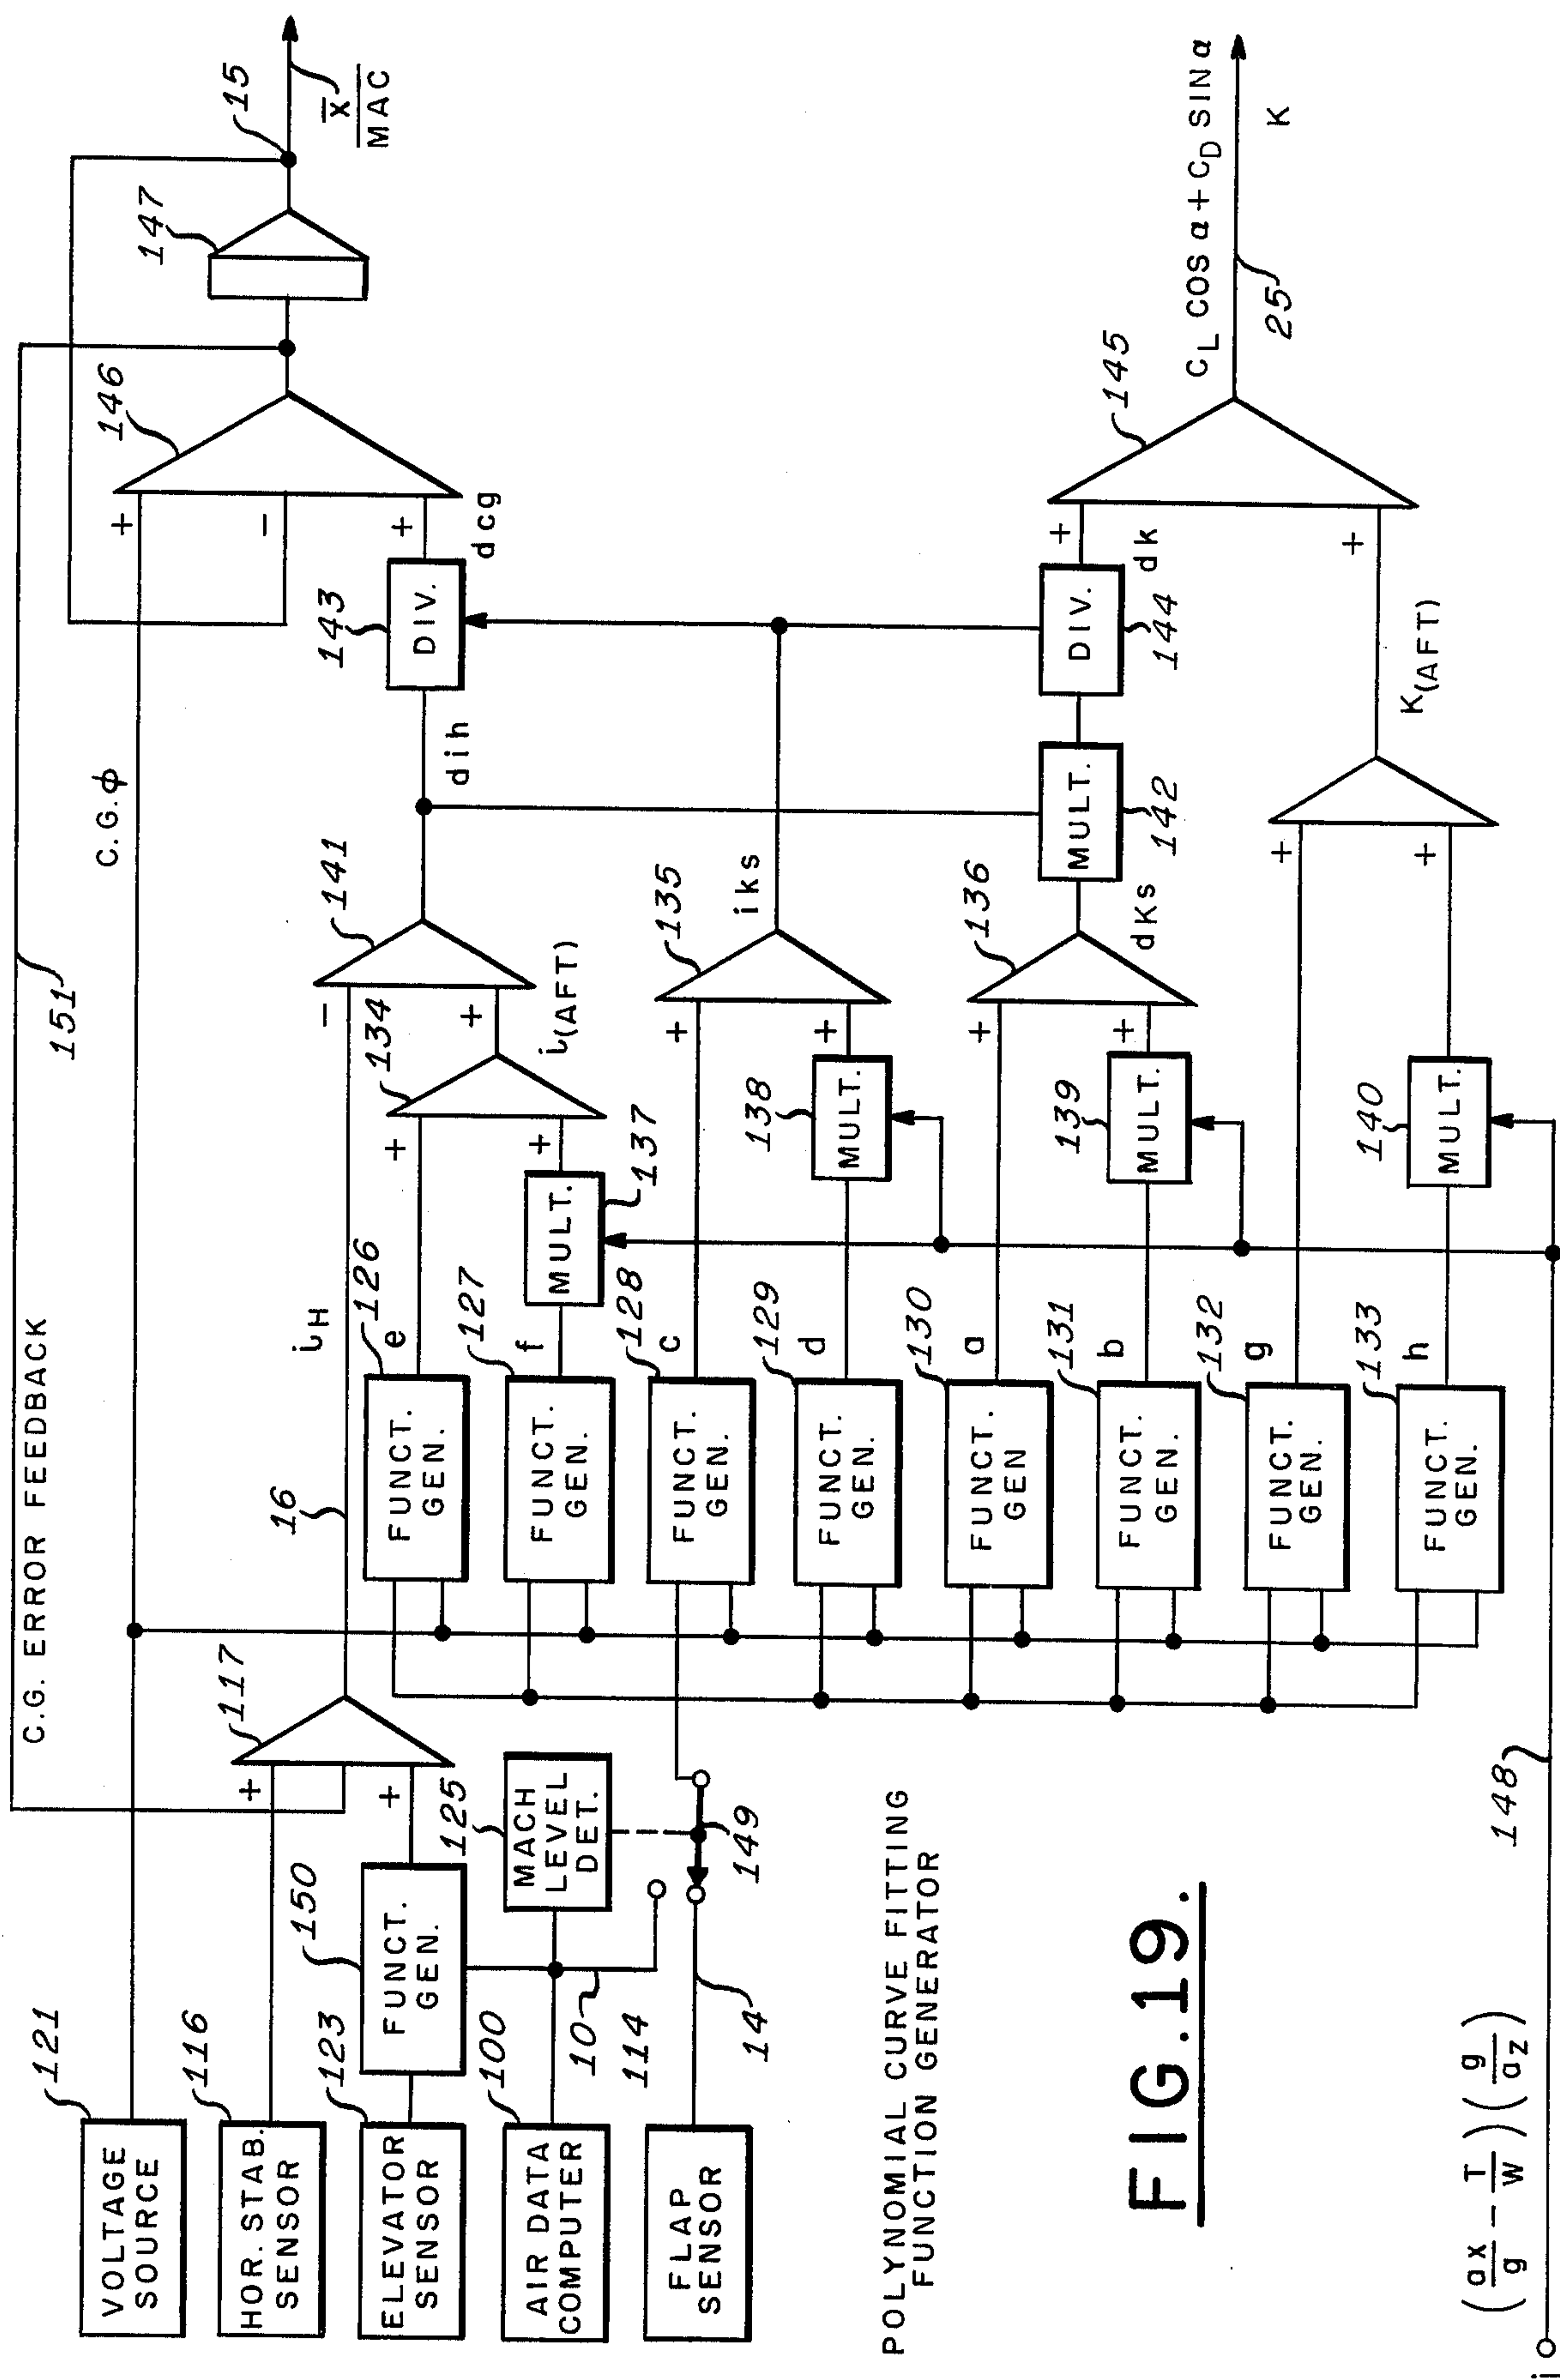 C.G. ERROR FEEDBACK
151
121
VOLTAGE
SOURCE
C.G.ϕ
116
HOR. STAB.
SENSOR
117
+
+
16
iH
123
ELEVATOR
SENSOR
150
FUNCT.
GEN.
100
AIR DATA
COMPUTER
10
114
125
MACH
LEVEL
DET.
149
FLAP
SENSOR
14
126
FUNCT.
GEN.
e
127
FUNCT.
GEN.
f
128
FUNCT.
GEN.
c
129
FUNCT.
GEN.
d
130
FUNCT.
GEN
a
131
FUNCT.
GEN.
b
132
FUNCT.
GEN.
g
133
FUNCT.
GEN.
h
137
MULT.
+
+
134
i(AFT)
−
+
141
dih
138
MULT.
+
+
135
iks
139
MULT.
+
+
136
dKs
140
MULT.
+
+
K(AFT)
142
MULT.
143
DIV.
dcg
144
DIV.
dk
+
−
+
146
147
15
x̄
MAC
+
+
145
CL COS α + CD SIN α
25
K
POLYNOMIAL CURVE FITTING
FUNCTION GENERATOR
FIG.19.
148
(ax/g − T/W)(g/az)
i